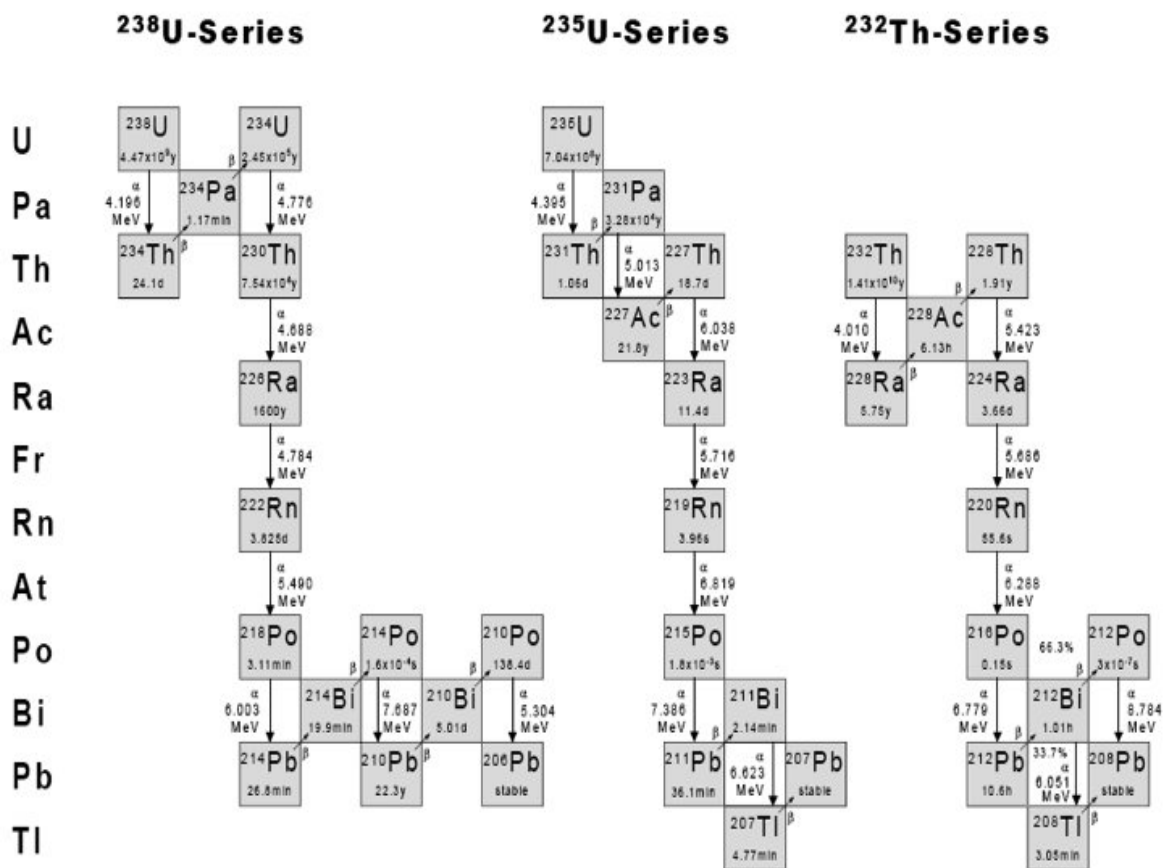 ²³⁸U-Series ²³⁵U-Series ²³²Th-Series
U
²³⁸U
4.47x10⁹y
²³⁴U
2.45x10⁵y
²³⁵U
7.04x10⁸y
β
Pa
α
4.196
MeV
²³⁴Pa
1.17min
α
4.776
MeV
α
4.395
MeV
²³¹Pa
3.28x10⁴y
β
β
Th
²³⁴Th
24.1d
²³⁰Th
7.54x10⁴y
²³¹Th
1.06d
α
5.013
MeV
²²⁷Th
18.7d
²³²Th
1.41x10¹⁰y
²²⁸Th
1.91y
β
β
Ac
α
4.688
MeV
²²⁷Ac
21.8y
α
6.038
MeV
α
4.010
MeV
²²⁸Ac
6.13h
α
5.423
MeV
β
Ra
²²⁶Ra
1600y
²²³Ra
11.4d
²²⁸Ra
5.75y
²²⁴Ra
3.66d
Fr
α
4.784
MeV
α
5.716
MeV
α
5.686
MeV
Rn
²²²Rn
3.825d
²¹⁹Rn
3.96s
²²⁰Rn
55.6s
At
α
5.490
MeV
α
6.819
MeV
α
6.288
MeV
Po
²¹⁸Po
3.11min
²¹⁴Po
1.6x10⁻⁴s
²¹⁰Po
138.4d
²¹⁵Po
1.8x10⁻³s
²¹⁶Po
0.15s
66.3%
²¹²Po
3x10⁻⁷s
β
β
β
Bi
α
6.003
MeV
²¹⁴Bi
19.9min
α
7.687
MeV
²¹⁰Bi
5.01d
α
5.304
MeV
α
7.386
MeV
²¹¹Bi
2.14min
α
6.779
MeV
²¹²Bi
1.01h
α
8.784
MeV
β
β
β
β
Pb
²¹⁴Pb
26.8min
²¹⁰Pb
22.3y
²⁰⁶Pb
stable
²¹¹Pb
36.1min
α
6.623
MeV
²⁰⁷Pb
stable
²¹²Pb
10.6h
33.7%
α
6.051
MeV
²⁰⁸Pb
stable
Tl
²⁰⁷Tl
4.77min
β
²⁰⁸Tl
3.05min
β